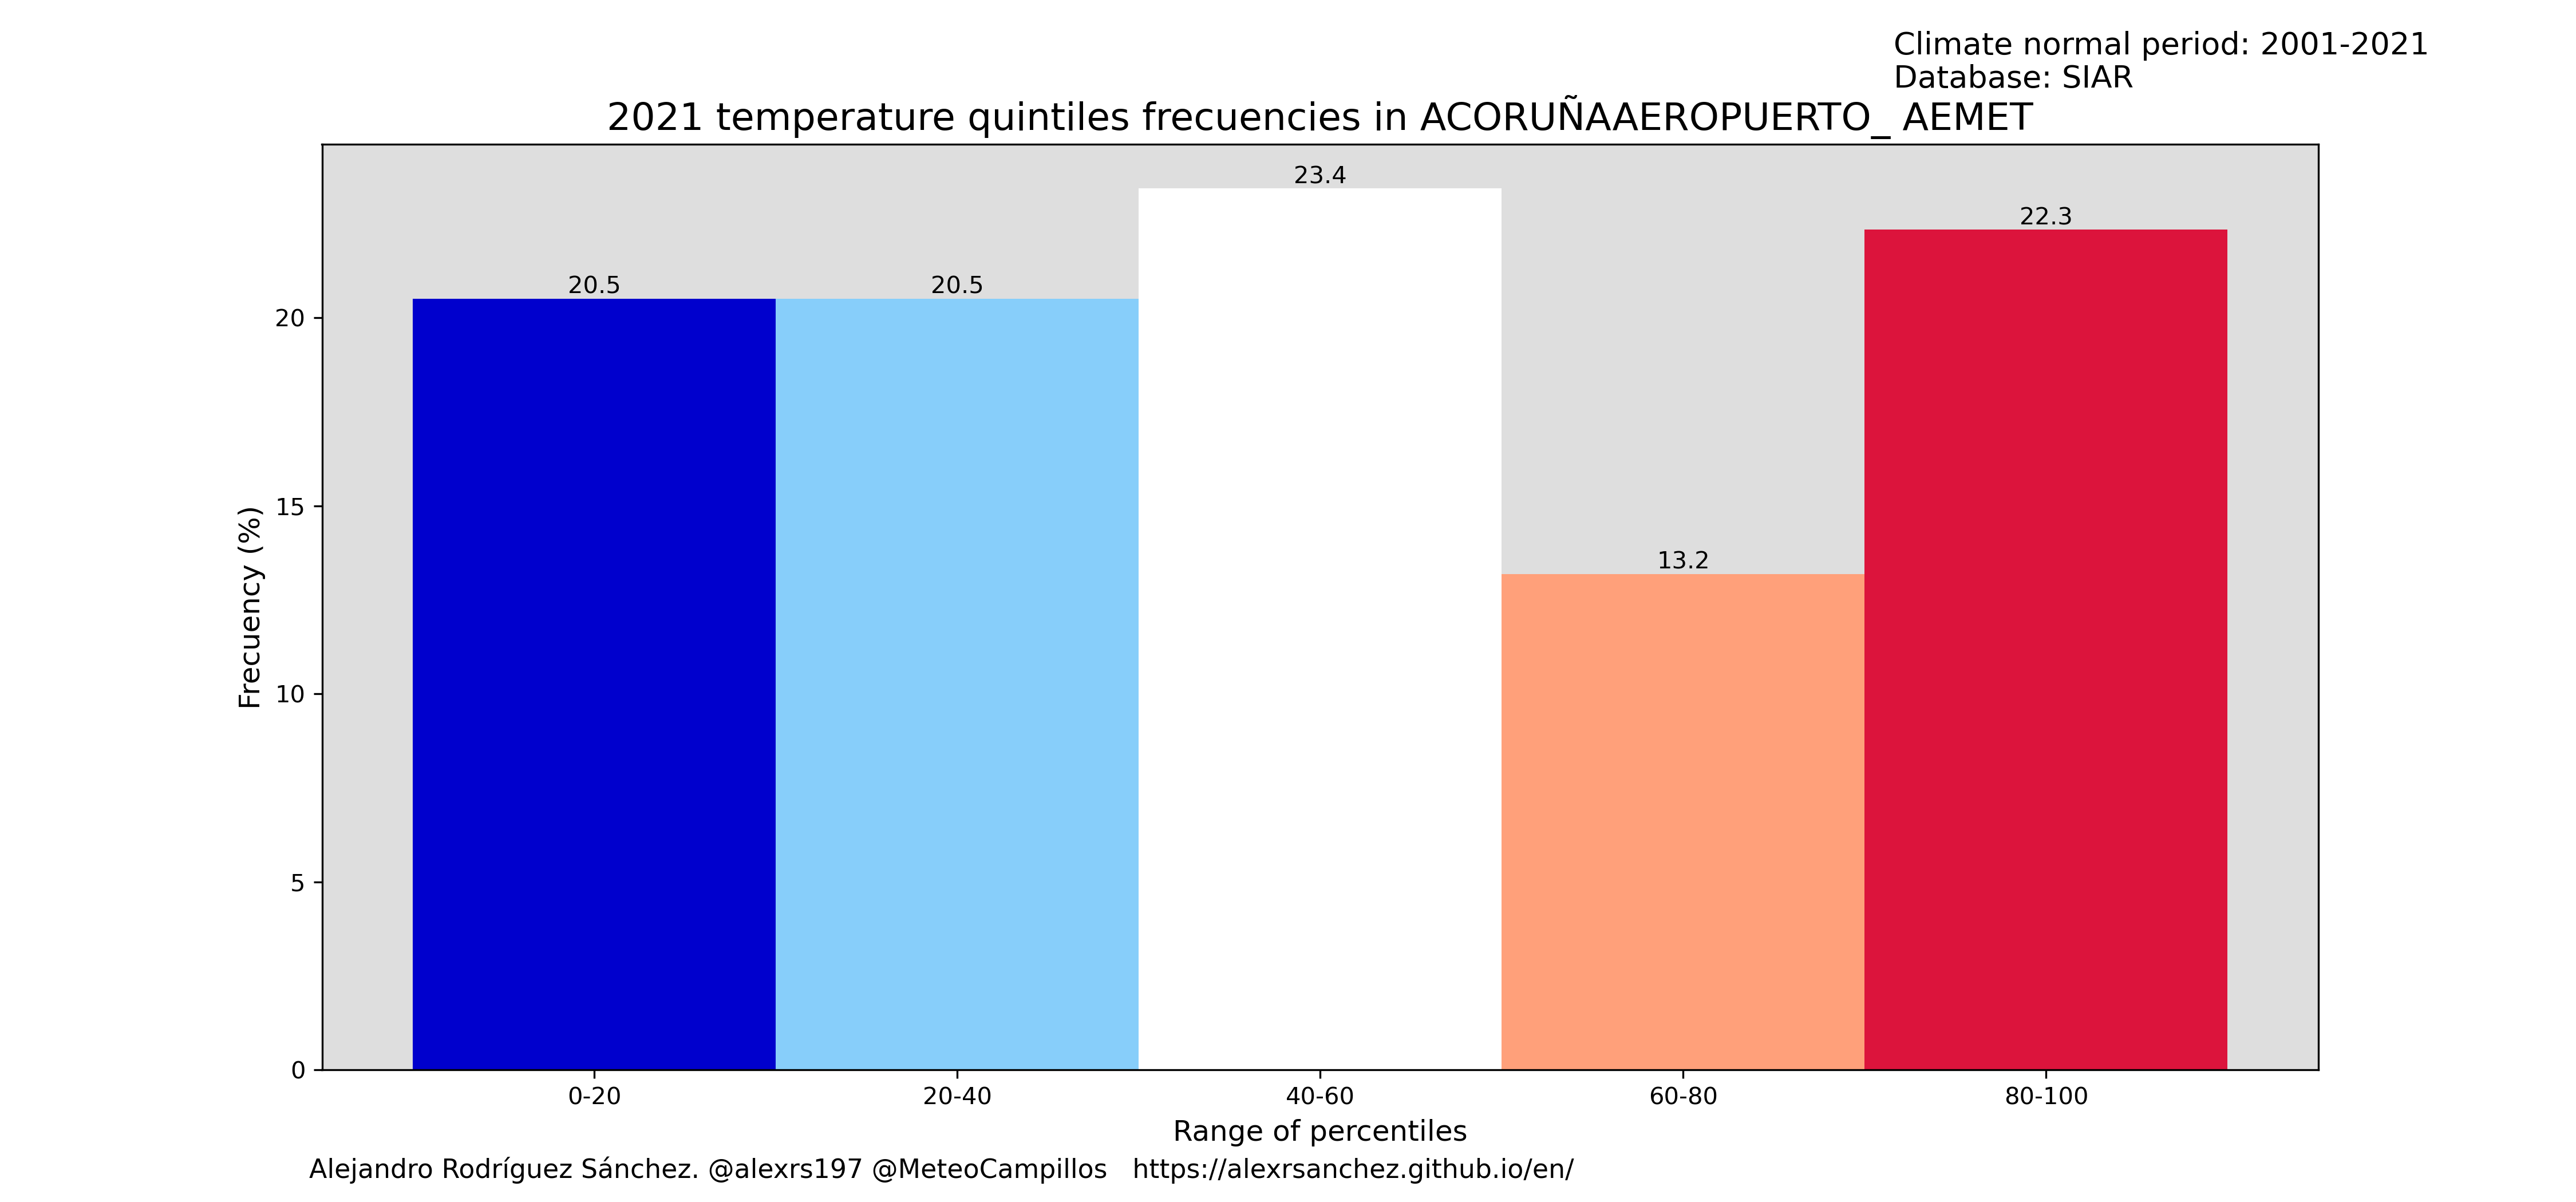 Climate normal period: 2001-2021
Database: SIAR
2021 temperature quintiles frecuencies in ACORUÑAAEROPUERTO_ AEMET
23.4
22.3
20.5 20.5
20
15
13.2
Frecuency (%)
10
5
0
0-20 20-40 40-60 60-80 80-100
Range of percentiles
Alejandro Rodríguez Sánchez. @alexrs197 @MeteoCampillos https://alexrsanchez.github.io/en/